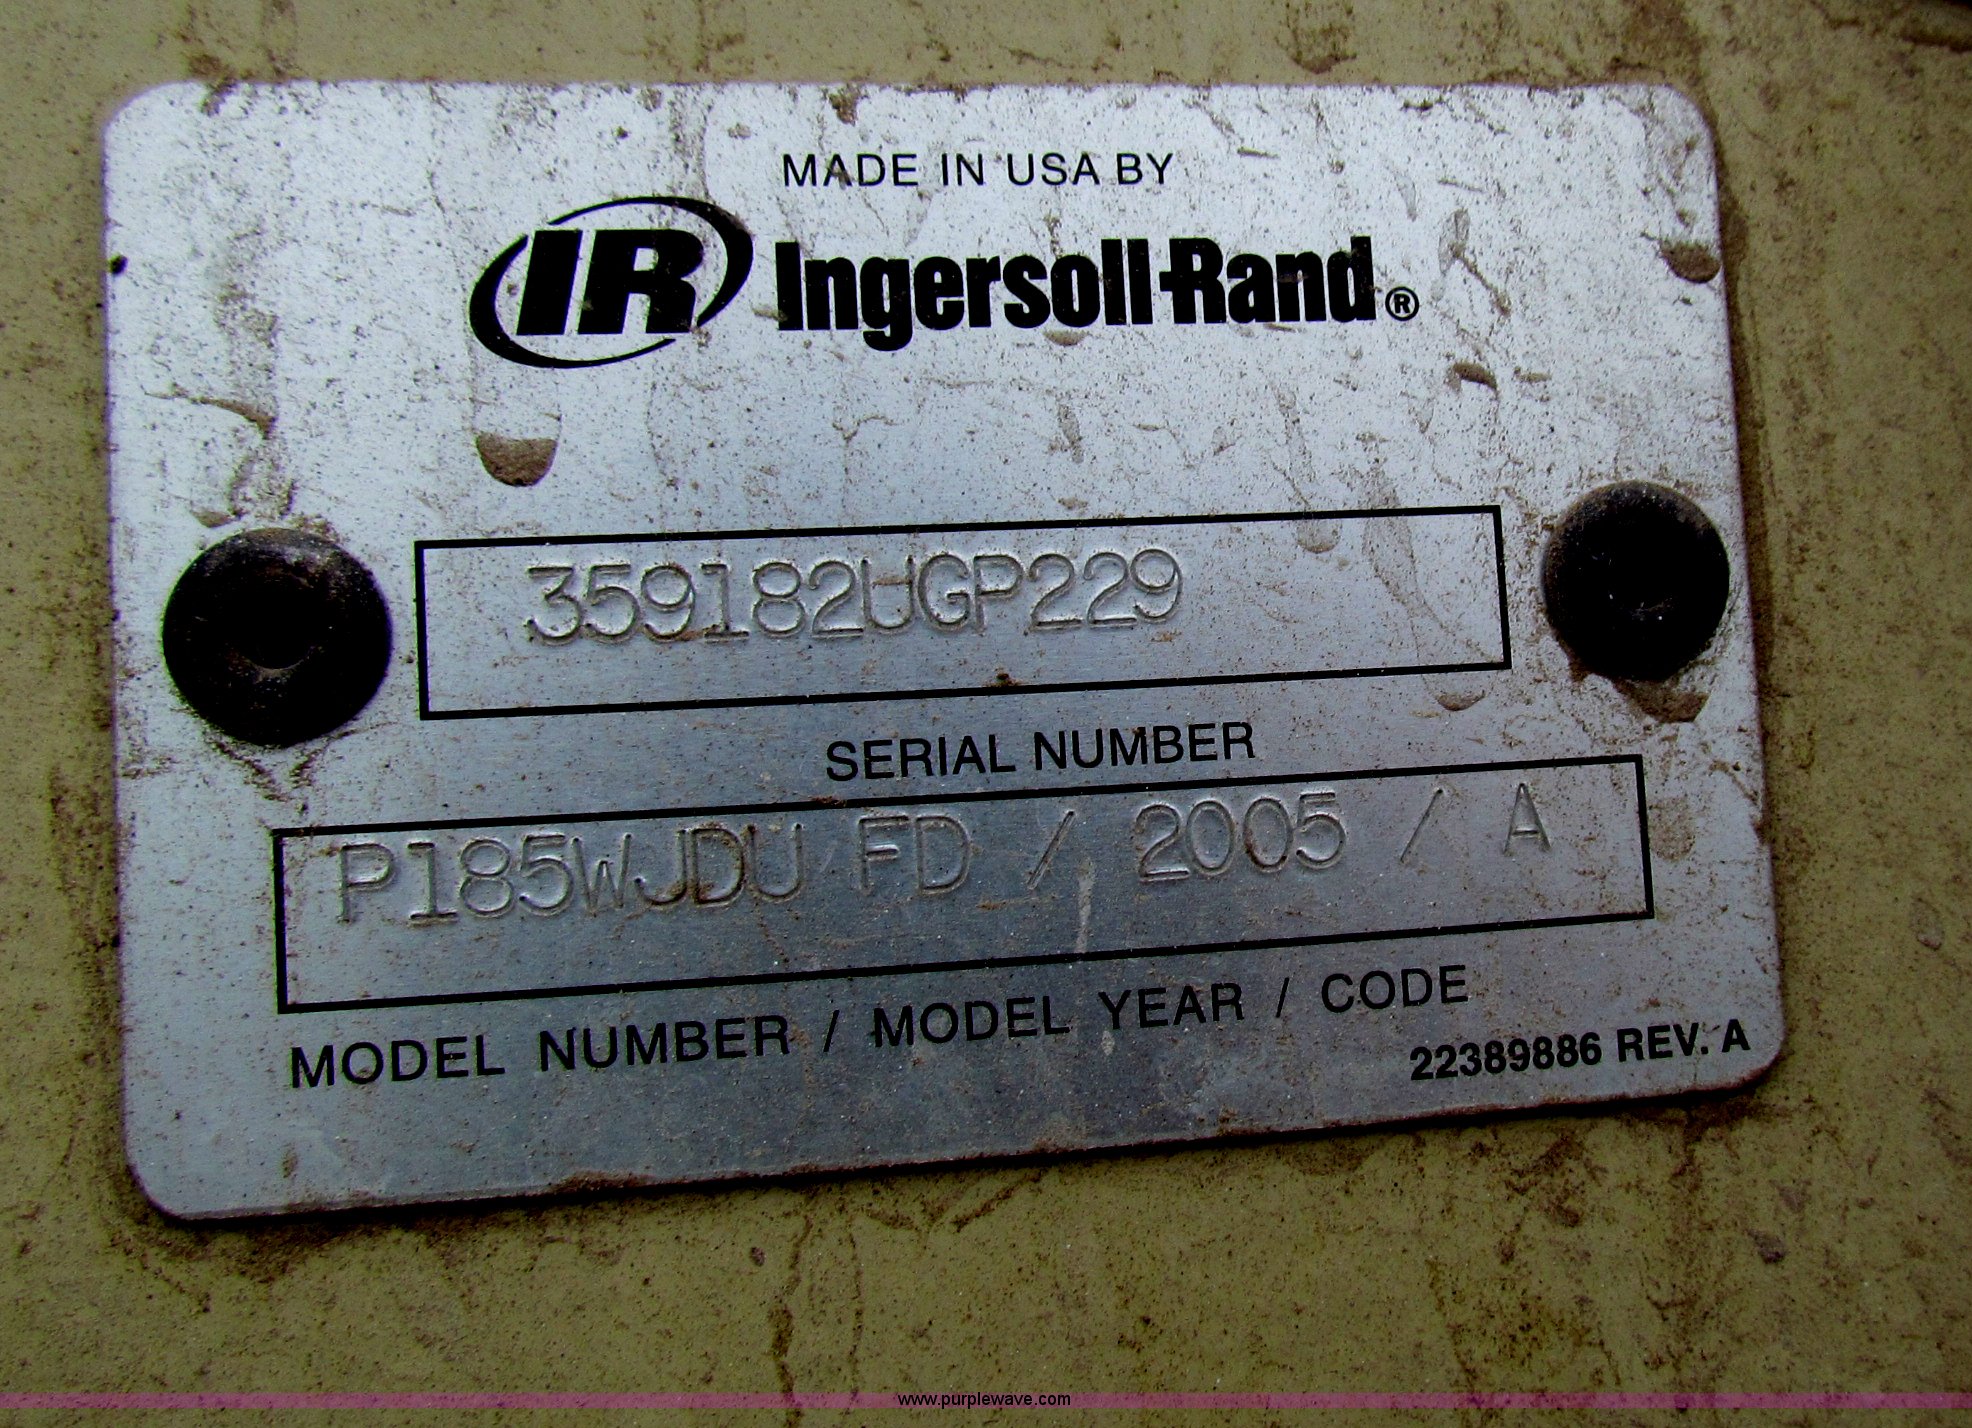 MADE IN USA BY
IR Ingersoll-Rand®
359182UGP229
SERIAL NUMBER
P185WJDU FD / 2005 / A
MODEL NUMBER / MODEL YEAR / CODE
22389886 REV. A
www.purplewave.com